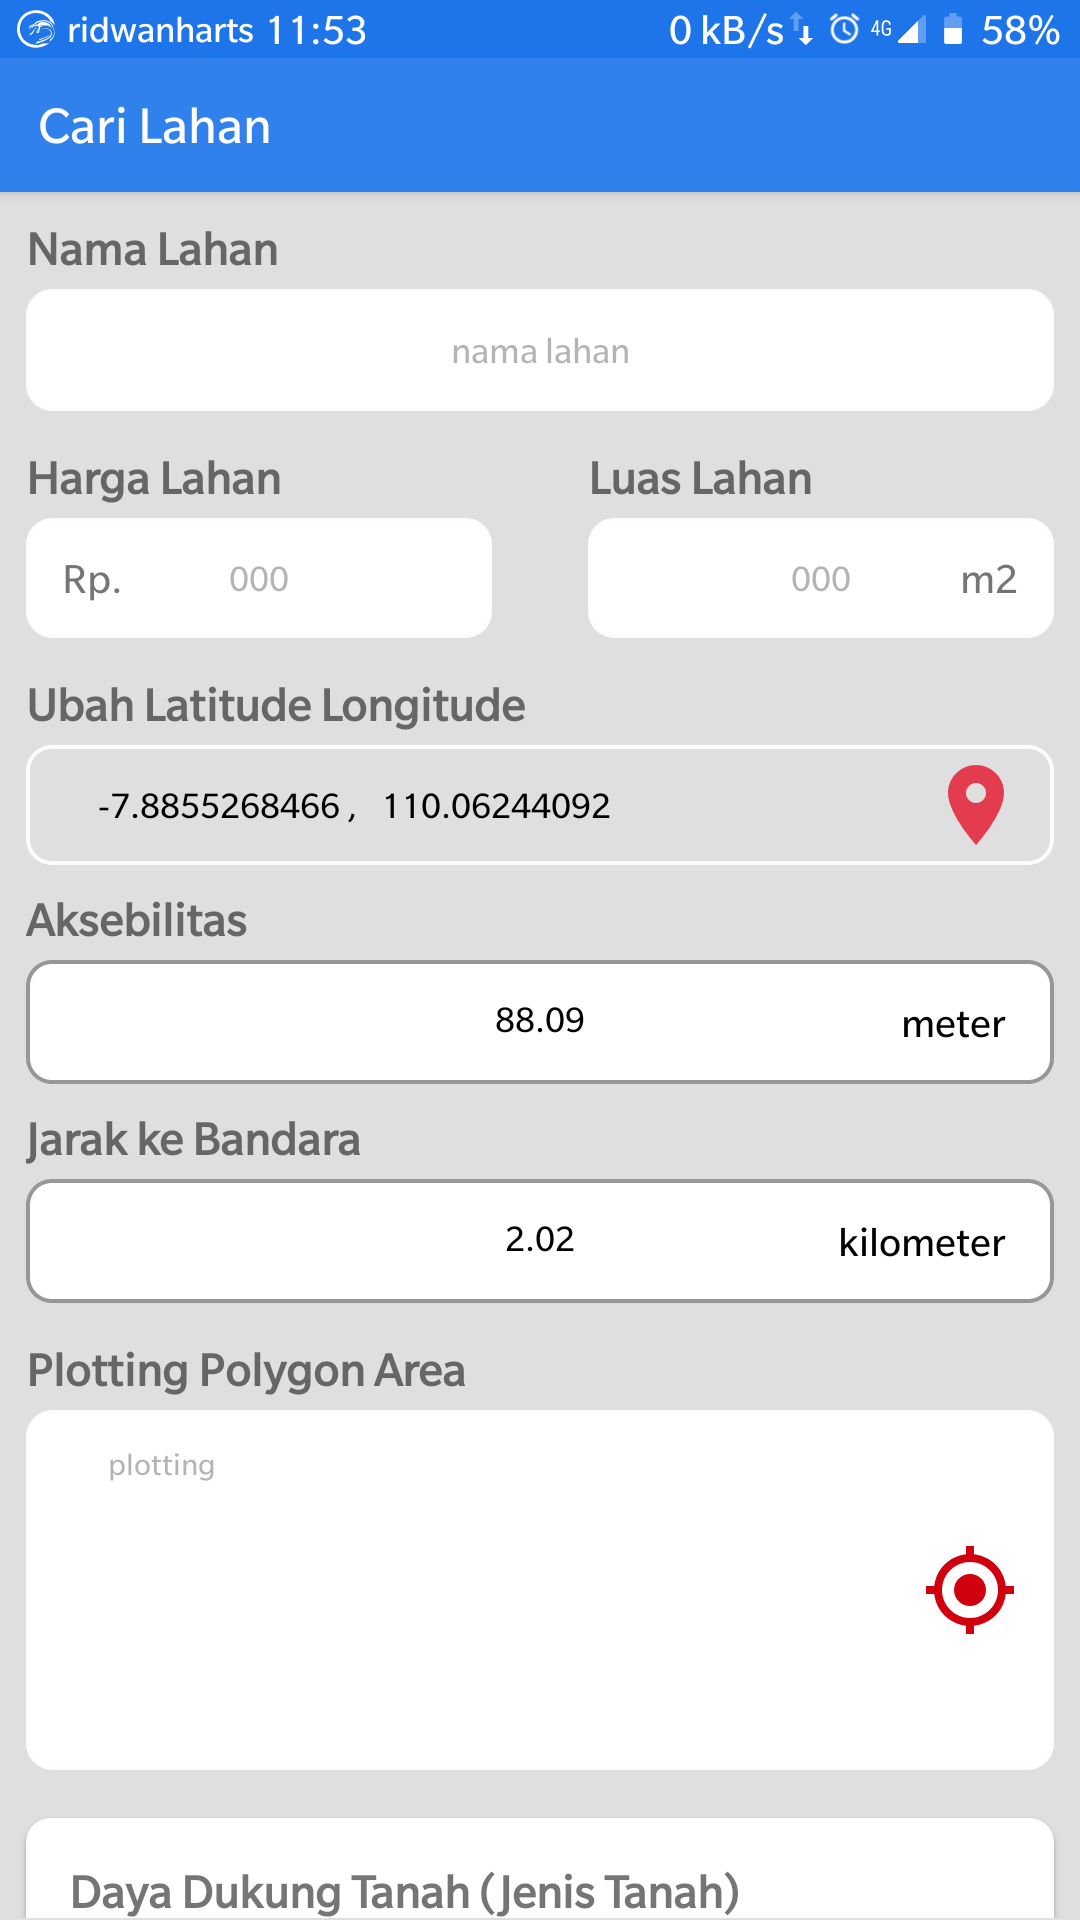 ridwanharts 11:53 0 kB/s 4G 58%
Cari Lahan
Nama Lahan
nama lahan
Harga Lahan Luas Lahan
Rp. 000 000 m2
Ubah Latitude Longitude
-7.8855268466 , 110.06244092
Aksebilitas
88.09 meter
Jarak ke Bandara
2.02 kilometer
Plotting Polygon Area
plotting
Daya Dukung Tanah (Jenis Tanah)